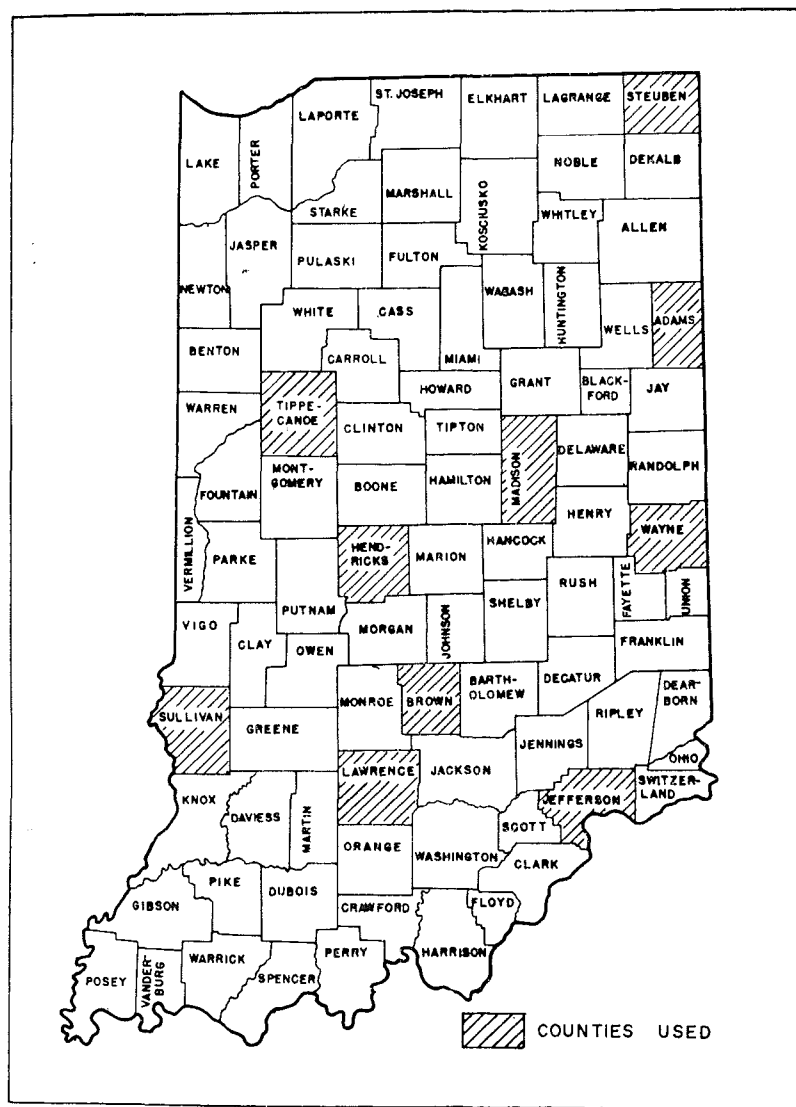 ST. JOSEPH
ELKHART
LAGRANGE
STEUBEN
LAPORTE
LAKE
PORTER
NOBLE
DEKALB
MARSHALL
KOSCIUSKO
STARKE
WHITLEY
ALLEN
JASPER
PULASKI
FULTON
NEWTON
WABASH
HUNTINGTON
WHITE
CASS
WELLS
ADAMS
BENTON
CARROLL
MIAMI
HOWARD
GRANT
BLACK-
FORD
JAY
WARREN
TIPPE-
CANOE
CLINTON
TIPTON
MADISON
DELAWARE
RANDOLPH
MONT-
GOMERY
FOUNTAIN
BOONE
HAMILTON
HENRY
WAYNE
VERMILLION
PARKE
HEND-
RICKS
MARION
HANCOCK
RUSH
FAYETTE
UNION
PUTNAM
SHELBY
VIGO
CLAY
OWEN
MORGAN
JOHNSON
FRANKLIN
DECATUR
MONROE
BROWN
BARTH-
OLOMEW
DEAR-
BORN
RIPLEY
SULLIVAN
GREENE
JENNINGS
OHIO
LAWRENCE
JACKSON
SWITZER-
LAND
JEFFERSON
KNOX
DAVIESS
MARTIN
SCOTT
ORANGE
WASHINGTON
CLARK
PIKE
DUBOIS
GIBSON
CRAWFORD
FLOYD
HARRISON
PERRY
WARRICK
SPENCER
POSEY
VANDER-
BURG
COUNTIES USED